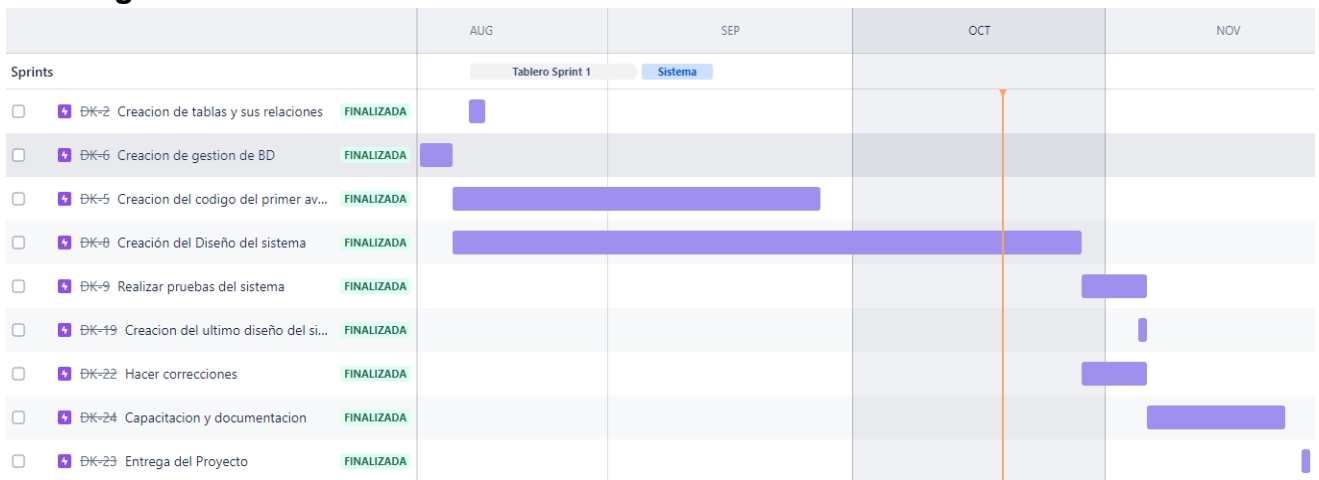 AUG SEP OCT NOV
Sprints Tablero Sprint 1 Sistema
DK-2 Creacion de tablas y sus relaciones FINALIZADA
DK-6 Creacion de gestion de BD FINALIZADA
DK-5 Creacion del codigo del primer av... FINALIZADA
DK-8 Creación del Diseño del sistema FINALIZADA
DK-9 Realizar pruebas del sistema FINALIZADA
DK-19 Creacion del ultimo diseño del si... FINALIZADA
DK-22 Hacer correcciones FINALIZADA
DK-24 Capacitacion y documentacion FINALIZADA
DK-23 Entrega del Proyecto FINALIZADA